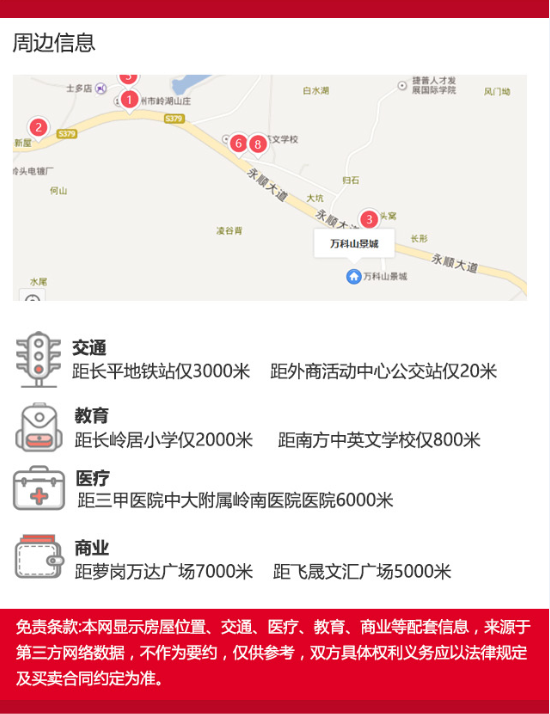 周边信息
士多店
5
1
州市岭湖山庄
S379
白水湖
捷普人才发
展国际学院
风门坳
2
S379
新屋
岭头电镀厂
何山
6
8
英文学校
永顺大道
归石
大坑
凌谷背
永顺大道
3
头窝
万科山景城
长形
永顺大道
万科山景城
水尾
交通
距长平地铁站仅3000米 距外商活动中心公交站仅20米
教育
距长岭居小学仅2000米 距南方中英文学校仅800米
医疗
距三甲医院中大附属岭南医院医院6000米
商业
距萝岗万达广场7000米 距飞晟文汇广场5000米
免责条款:本网显示房屋位置、交通、医疗、教育、商业等配套信息，来源于
第三方网络数据，不作为要约，仅供参考，双方具体权利义务应以法律规定
及买卖合同约定为准。